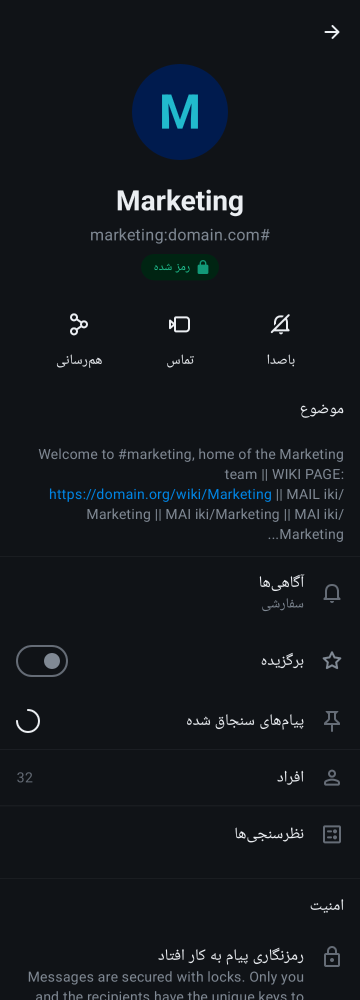 M
Marketing
#marketing:domain.com
رمز شده
باصدا
تماس
هم‌رسانی
موضوع
Welcome to #marketing, home of the Marketing
team || WIKI PAGE:
https://domain.org/wiki/Marketing || MAIL iki/
Marketing || MAI iki/Marketing || MAI iki/
Marketing...
آگاهی‌ها
سفارشی
برگزیده
پیام‌های سنجاق شده
افراد
32
نظرسنجی‌ها
امنیت
رمزنگاری پیام به کار افتاد
Messages are secured with locks. Only you
and the recipients have the unique keys to